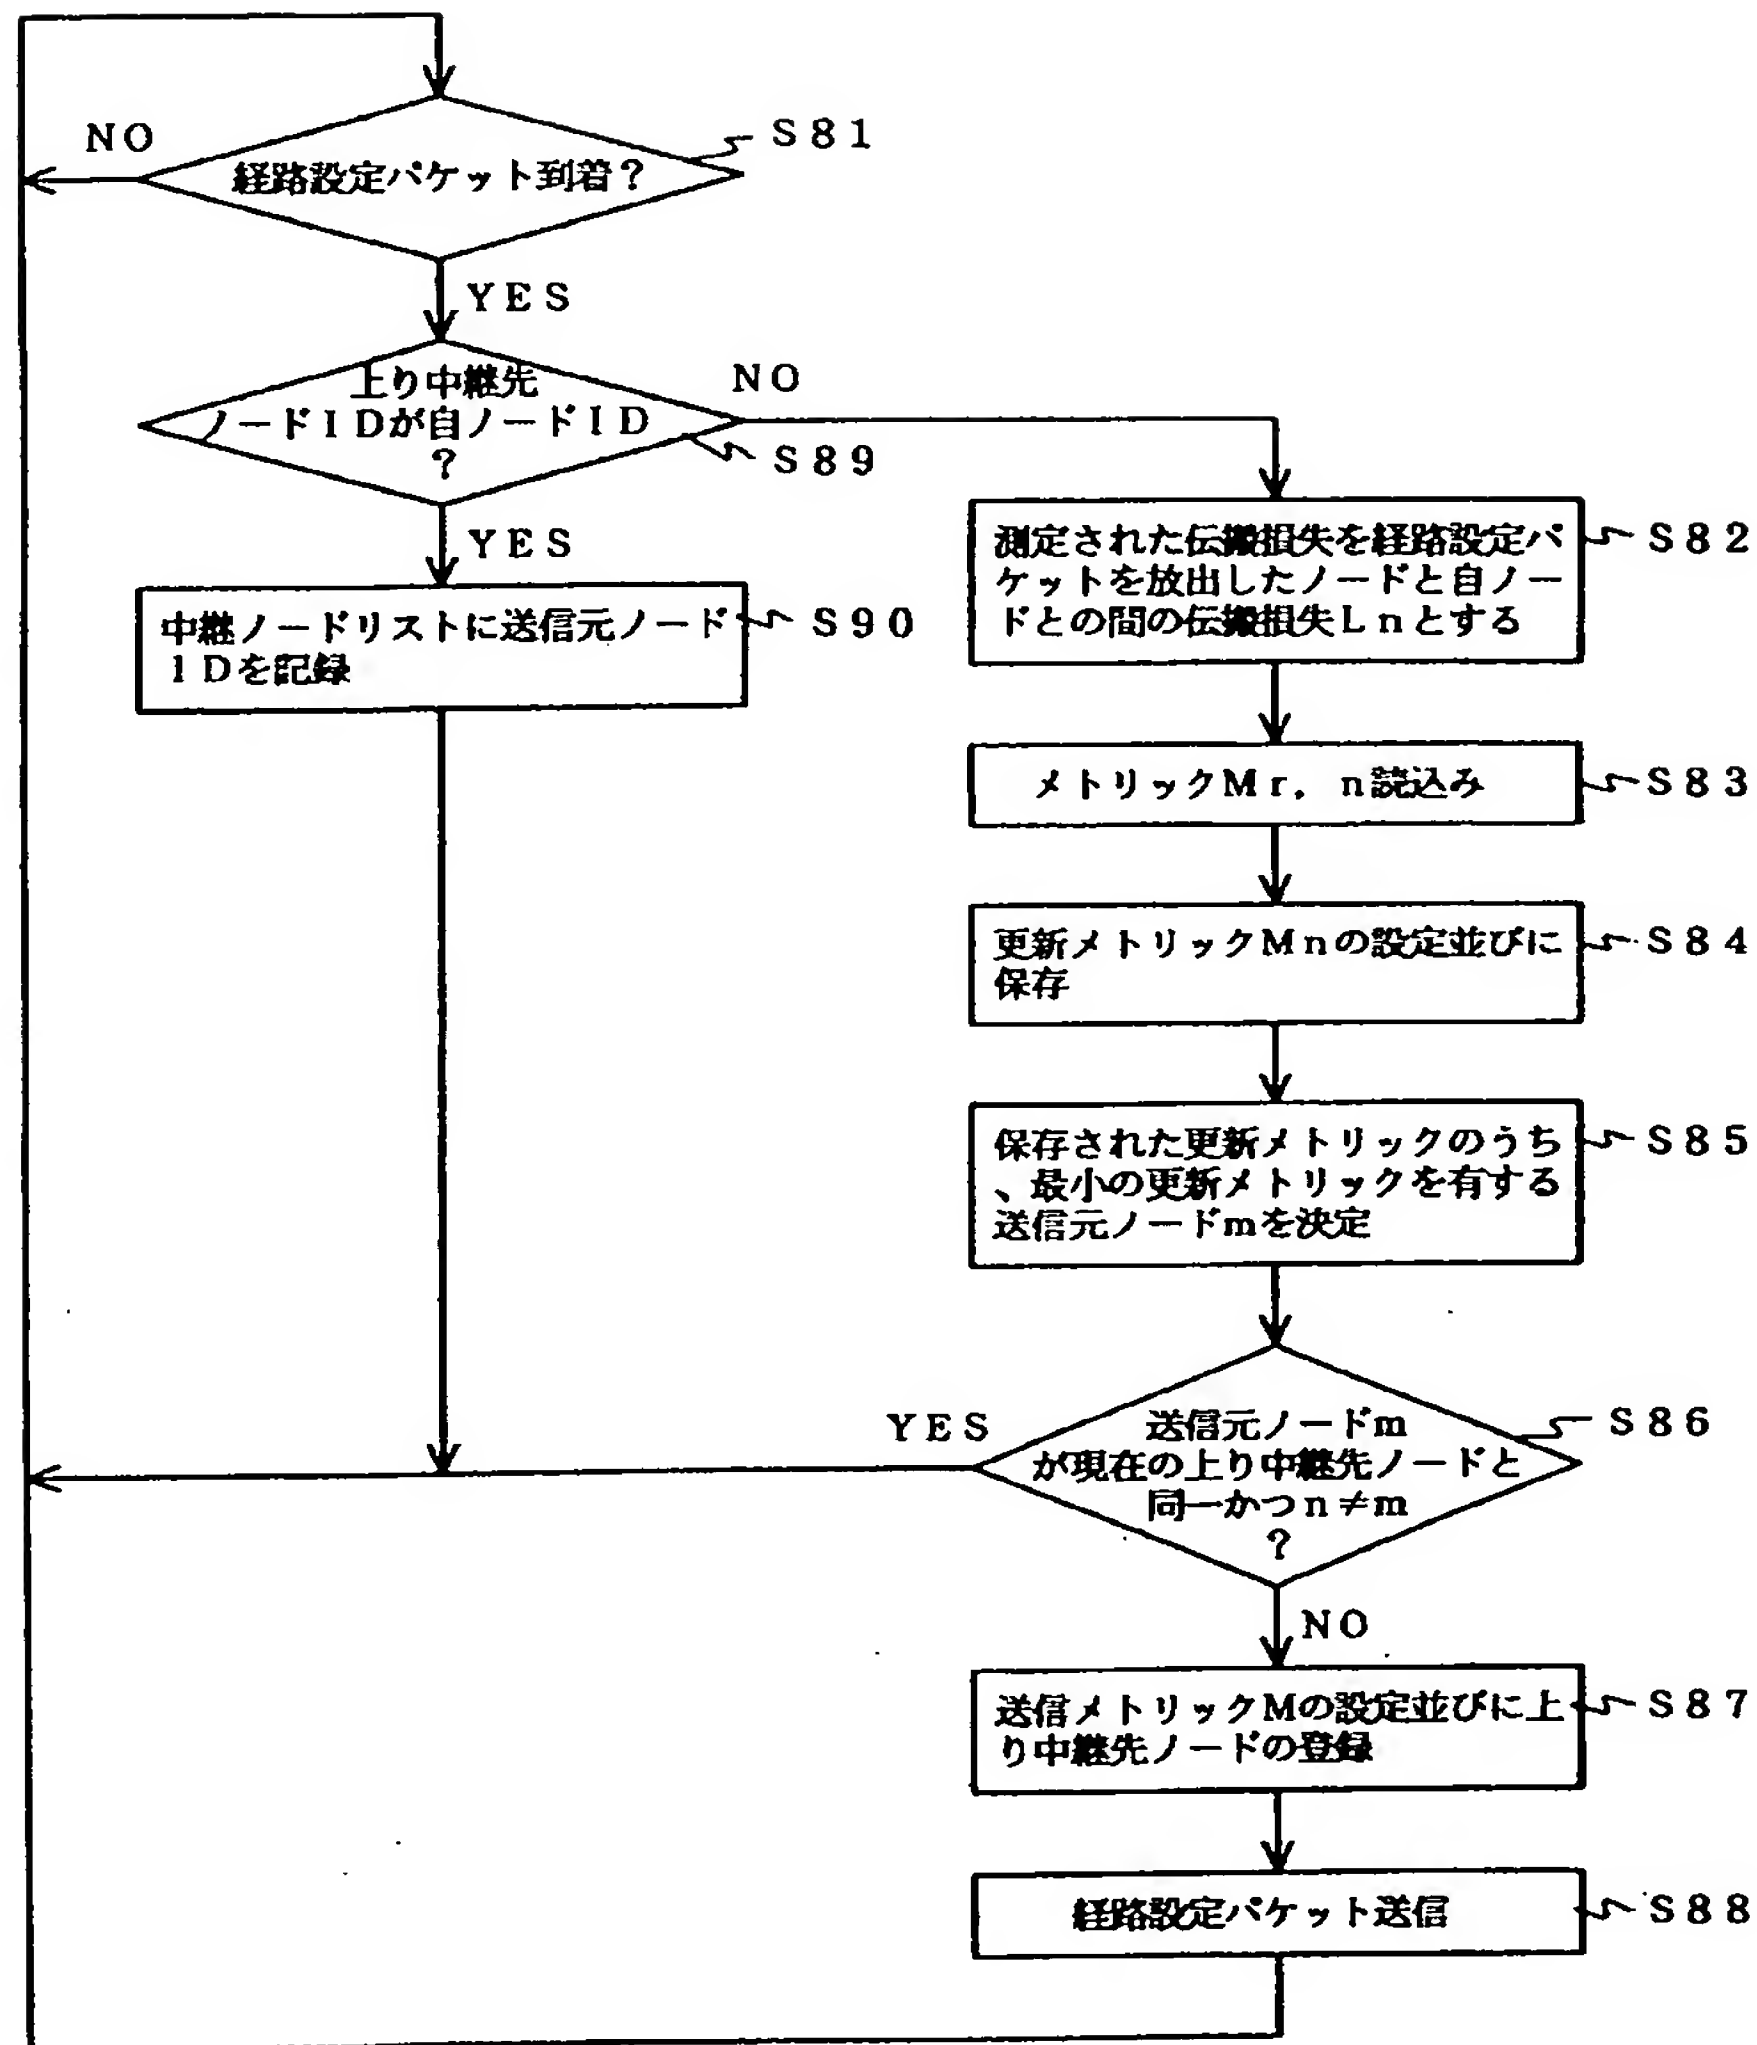 NO
S81
経路設定パケット到着？
YES
上り中継先
ノードIDが自ノードID
？
NO
S89
YES
中継ノードリストに送信元ノード
IDを記録
S90
測定された伝搬損失を経路設定パ
ケットを放出したノードと自ノー
ドとの間の伝搬損失Lnとする
S82
メトリックMr，n読込み
S83
更新メトリックMnの設定並びに
保存
S84
保存された更新メトリックのうち
、最小の更新メトリックを有する
送信元ノードmを決定
S85
YES
送信元ノードm
が現在の上り中継先ノードと
同一かつn≠m
？
S86
NO
送信メトリックMの設定並びに上
り中継先ノードの登録
S87
経路設定パケット送信
S88